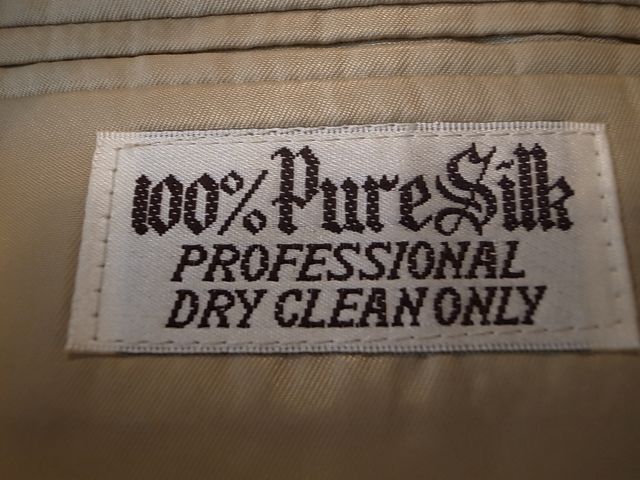 100% Pure Silk
PROFESSIONAL
DRY CLEAN ONLY